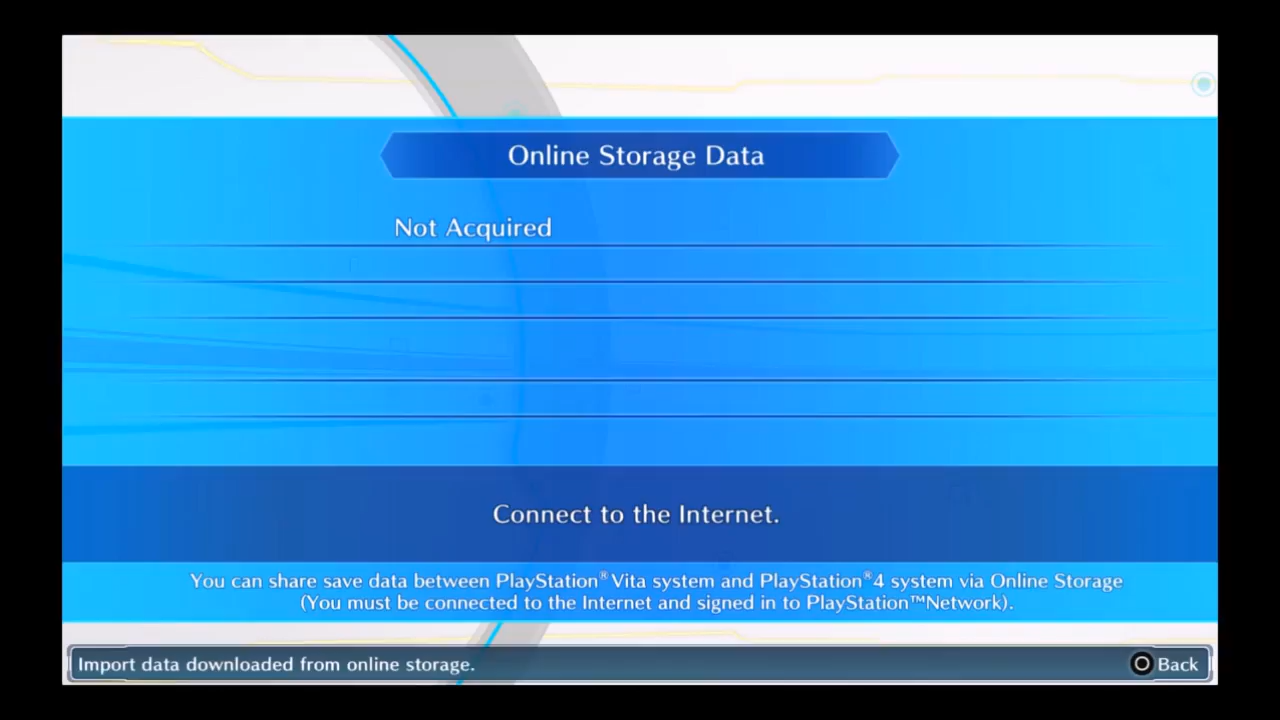 Online Storage Data
Not Acquired
Connect to the Internet.
You can share save data between PlayStation®Vita system and PlayStation®4 system via Online Storage
(You must be connected to the Internet and signed in to PlayStation™Network).
Import data downloaded from online storage.
Back